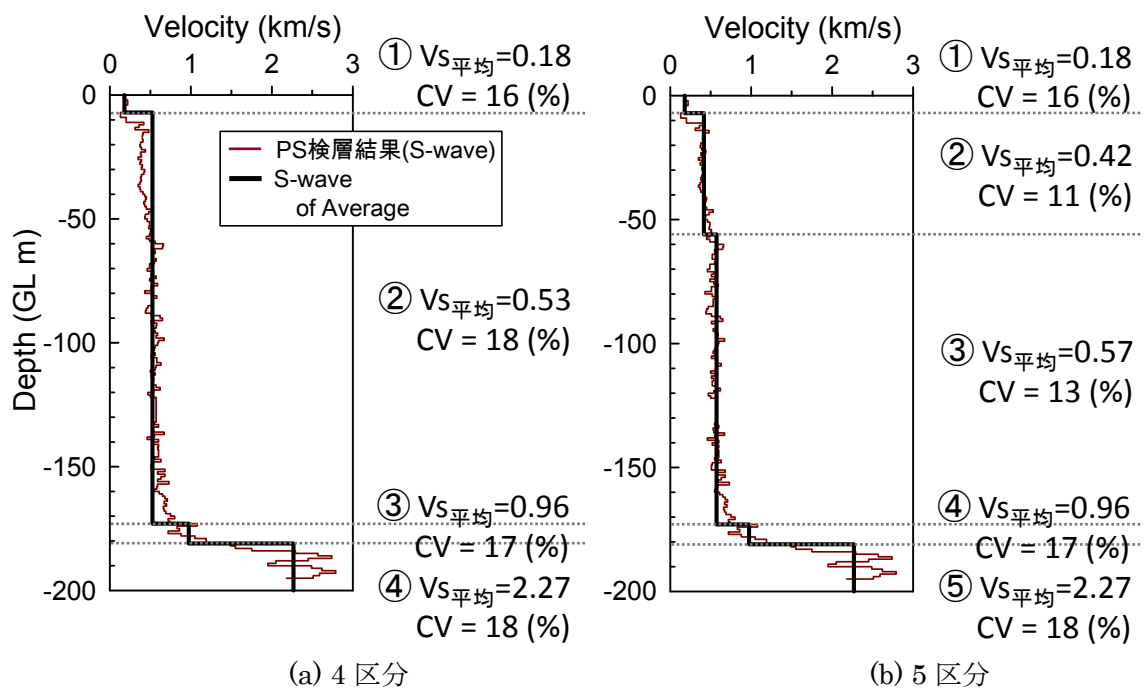 Velocity (km/s)
0 1 2 3
0
-50
-100
-150
-200
Depth (GL m)
PS検層結果(S-wave)
S-wave
of Average
① Vs平均=0.18
CV = 16 (%)
② Vs平均=0.53
CV = 18 (%)
③ Vs平均=0.96
CV = 17 (%)
④ Vs平均=2.27
CV = 18 (%)
(a) 4 区分
Velocity (km/s)
0 1 2 3
0
-50
-100
-150
-200
① Vs平均=0.18
CV = 16 (%)
② Vs平均=0.42
CV = 11 (%)
③ Vs平均=0.57
CV = 13 (%)
④ Vs平均=0.96
CV = 17 (%)
⑤ Vs平均=2.27
CV = 18 (%)
(b) 5 区分